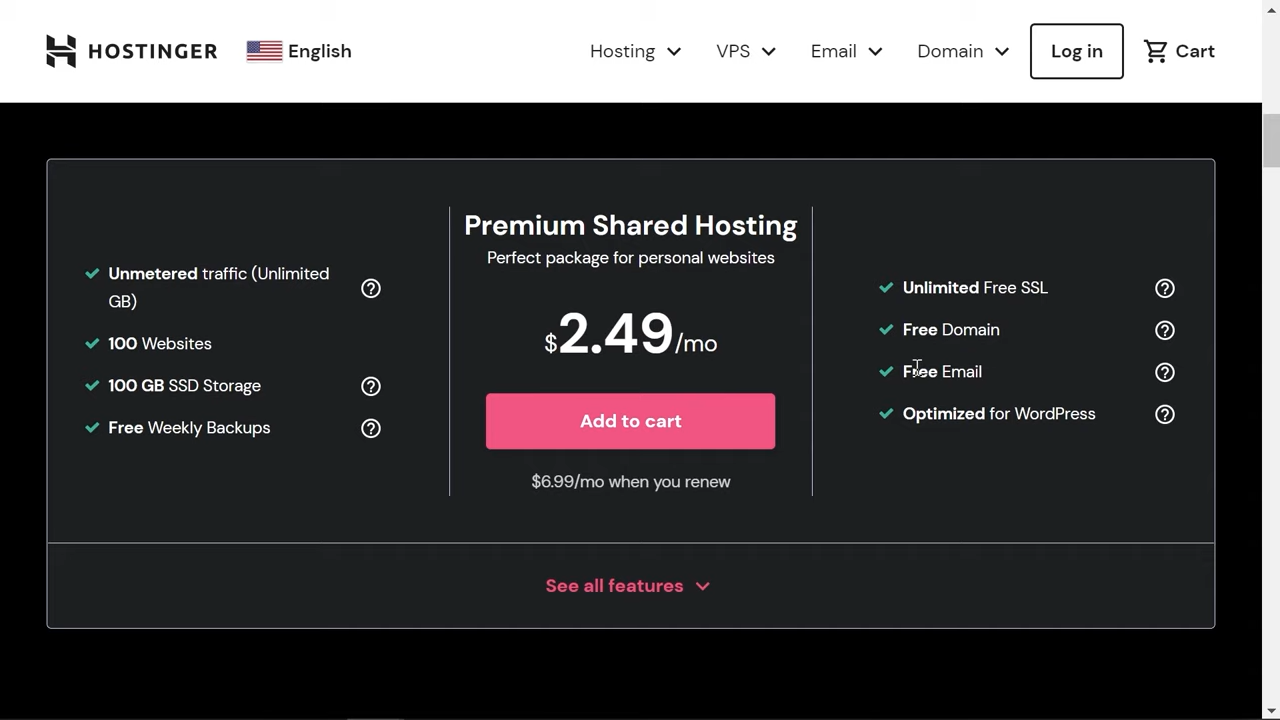 HOSTINGER English Hosting VPS Email Domain Log in Cart
Unmetered traffic (Unlimited
GB)
100 Websites
100 GB SSD Storage
Free Weekly Backups
Premium Shared Hosting
Perfect package for personal websites
$2.49/mo
Add to cart
$6.99/mo when you renew
Unlimited Free SSL
Free Domain
Free Email
Optimized for WordPress
See all features